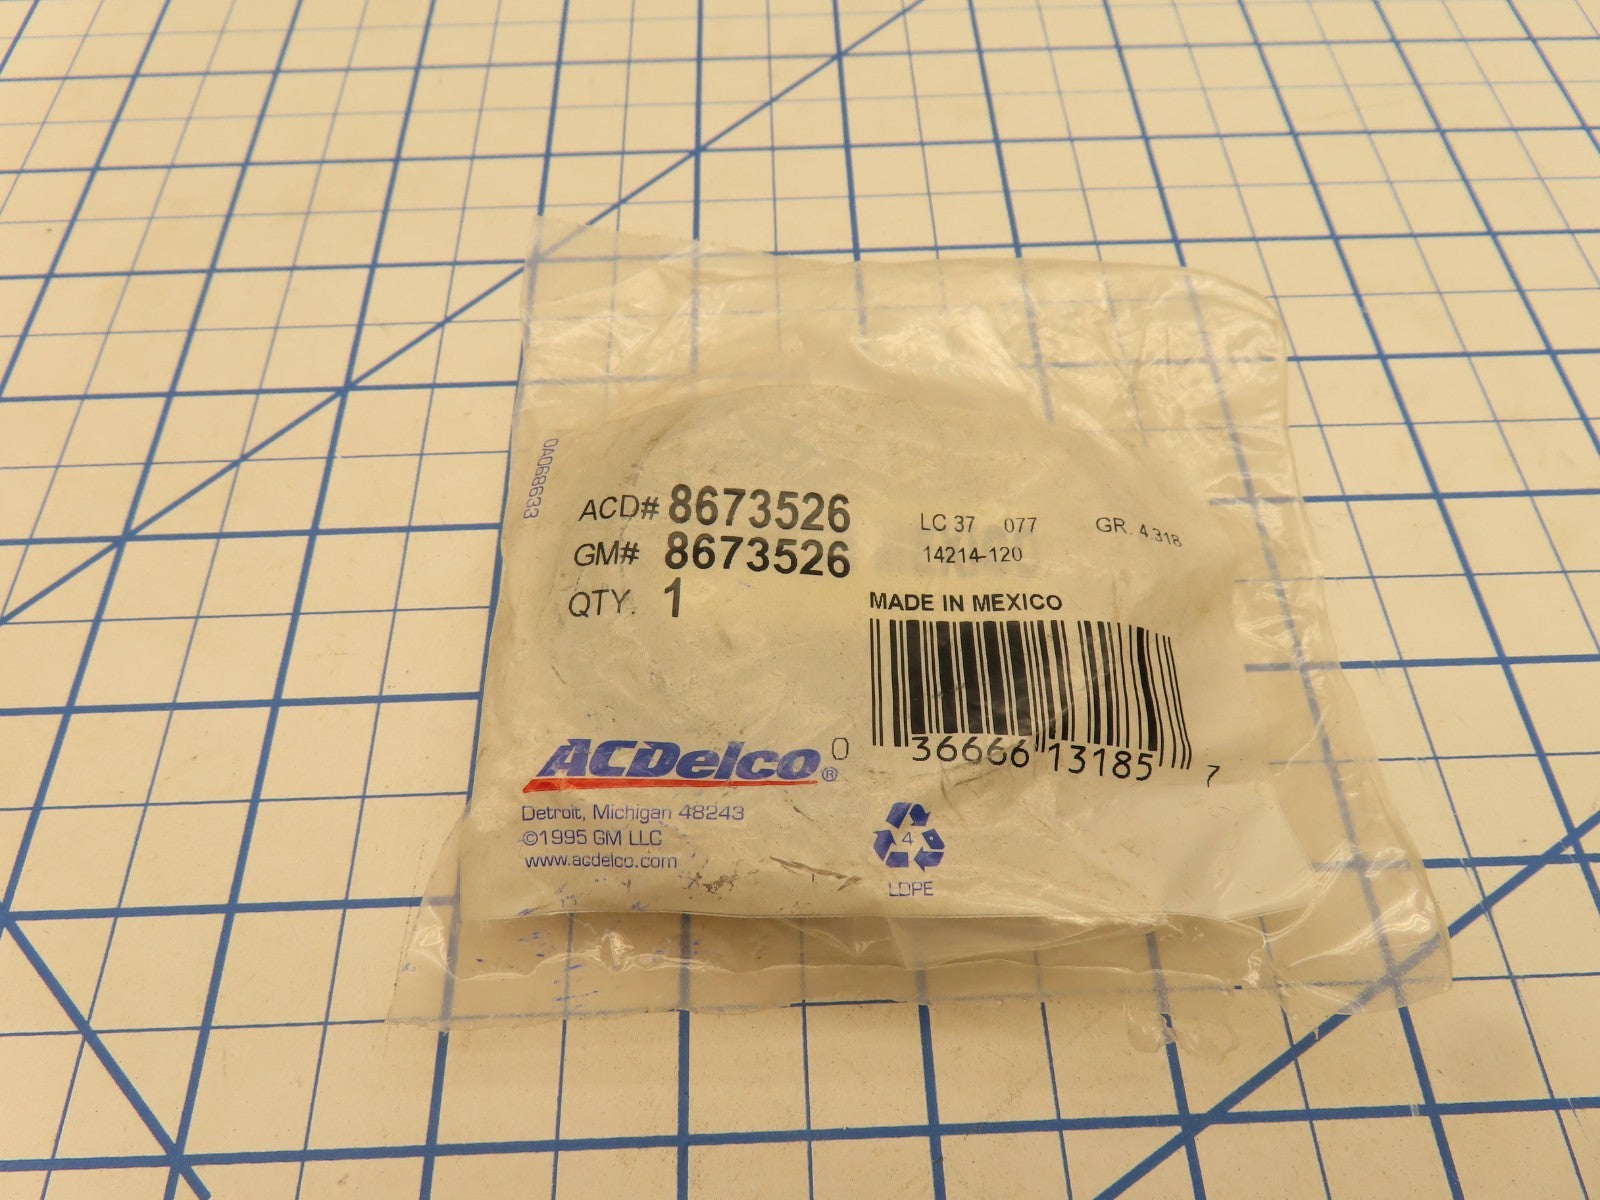 0A068633
ACD# 8673526
GM# 8673526
QTY. 1
LC 37 077 GR. 4.318
14214-120
MADE IN MEXICO
0 36666 13185 7
ACDelco®
Detroit, Michigan 48243
©1995 GM LLC
www.acdelco.com
4
LDPE